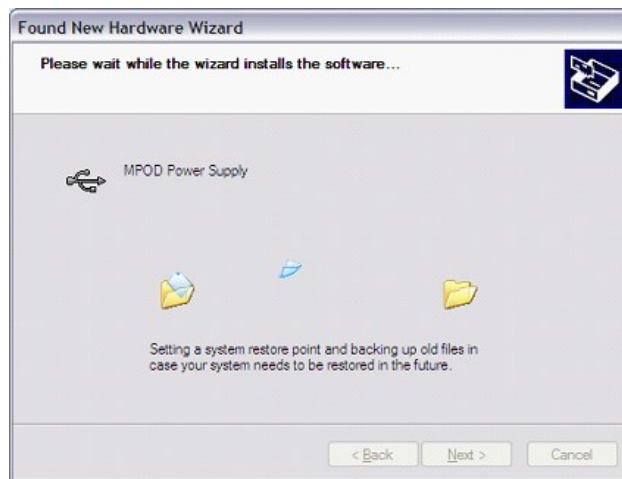 Found New Hardware Wizard
Please wait while the wizard installs the software...
MPOD Power Supply
Setting a system restore point and backing up old files in
case your system needs to be restored in the future.
< Back
Next >
Cancel